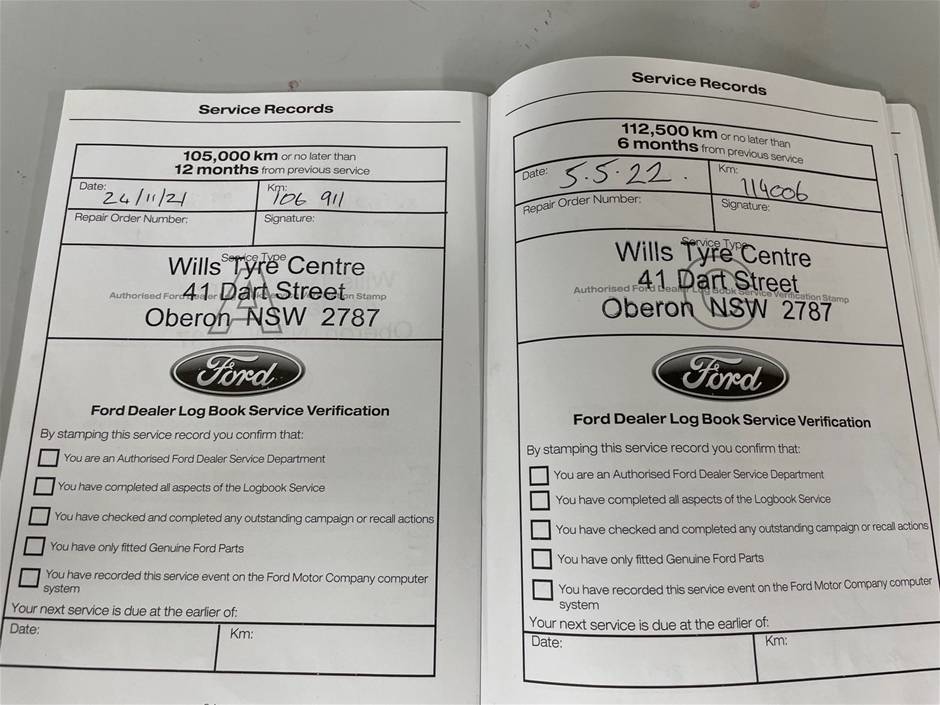 Service Records
105,000 km or no later than
12 months from previous service
Date: 24/11/21
Km: 106 911
Repair Order Number:
Signature:
Service Type
A
Wills Tyre Centre
41 Dart Street
Oberon NSW 2787
Authorised Ford Dealer Log Book Service Verification Stamp
Ford
Ford Dealer Log Book Service Verification
By stamping this service record you confirm that:
You are an Authorised Ford Dealer Service Department
You have completed all aspects of the Logbook Service
You have checked and completed any outstanding campaign or recall actions
You have only fitted Genuine Ford Parts
You have recorded this service event on the Ford Motor Company computer
system
Your next service is due at the earlier of:
Date:
Km:
Service Records
112,500 km or no later than
6 months from previous service
Date: 5.5.22.
Km: 114006
Repair Order Number:
Signature:
Service Type
Wills Tyre Centre
41 Dart Street
Oberon NSW 2787
Authorised Ford Dealer Log Book Service Verification Stamp
Ford
Ford Dealer Log Book Service Verification
By stamping this service record you confirm that:
You are an Authorised Ford Dealer Service Department
You have completed all aspects of the Logbook Service
You have checked and completed any outstanding campaign or recall actions
You have only fitted Genuine Ford Parts
You have recorded this service event on the Ford Motor Company computer
system
Your next service is due at the earlier of:
Date:
Km: